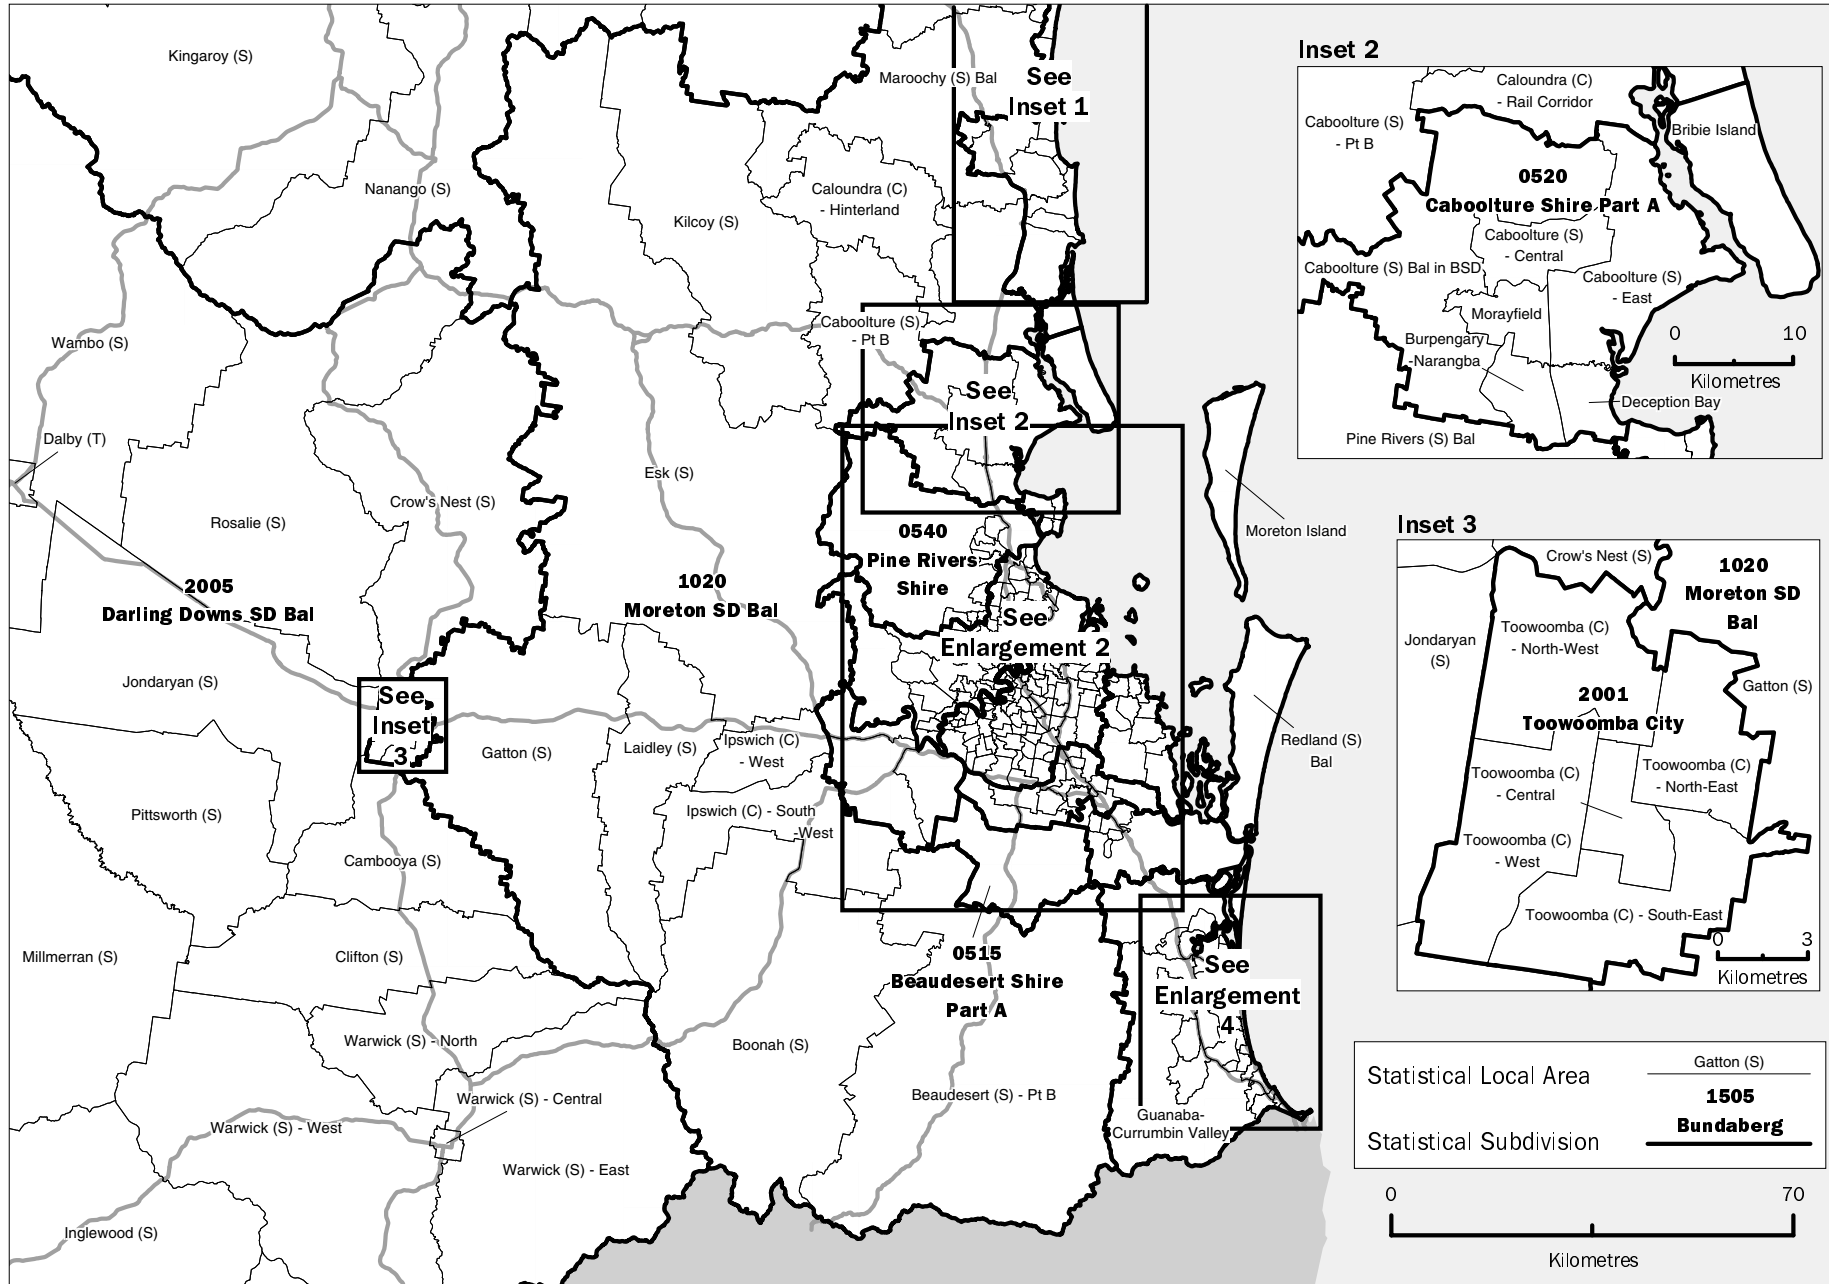 Kingaroy (S)
Maroochy (S) Bal
See
Inset 1
Nanango (S)
Caloundra (C)
- Hinterland
Kilcoy (S)
Wambo (S)
Caboolture (S)
- Pt B
See
Inset 2
Dalby (T)
Esk (S)
Crow's Nest (S)
Rosalie (S)
Moreton Island
0540
Pine Rivers
Shire
2005
Darling Downs SD Bal
1020
Moreton SD Bal
See
Enlargement 2
Jondaryan (S)
See
Inset
3
Gatton (S)
Laidley (S)
Ipswich (C)
- West
Redland (S)
Bal
Pittsworth (S)
Ipswich (C) - South
-West
Cambooya (S)
Millmerran (S)
Clifton (S)
0515
Beaudesert Shire
Part A
See
Enlargement
4
Warwick (S) - North
Boonah (S)
Warwick (S) - Central
Beaudesert (S) - Pt B
Guanaba-
Currumbin Valley
Warwick (S) - West
Warwick (S) - East
Inglewood (S)
Inset 2
Caloundra (C)
- Rail Corridor
Caboolture (S)
- Pt B
Bribie Island
0520
Caboolture Shire Part A
Caboolture (S)
- Central
Caboolture (S) Bal in BSD
Caboolture (S)
- East
Morayfield
Burpengary
-Narangba
0 10
Kilometres
Deception Bay
Pine Rivers (S) Bal
Inset 3
Crow's Nest (S)
1020
Moreton SD
Bal
Jondaryan
(S)
Toowoomba (C)
- North-West
Gatton (S)
2001
Toowoomba City
Toowoomba (C)
- Central
Toowoomba (C)
- North-East
Toowoomba (C)
- West
Toowoomba (C) - South-East
0 3
Kilometres
Statistical Local Area
Gatton (S)
1505
Bundaberg
Statistical Subdivision
0 70
Kilometres